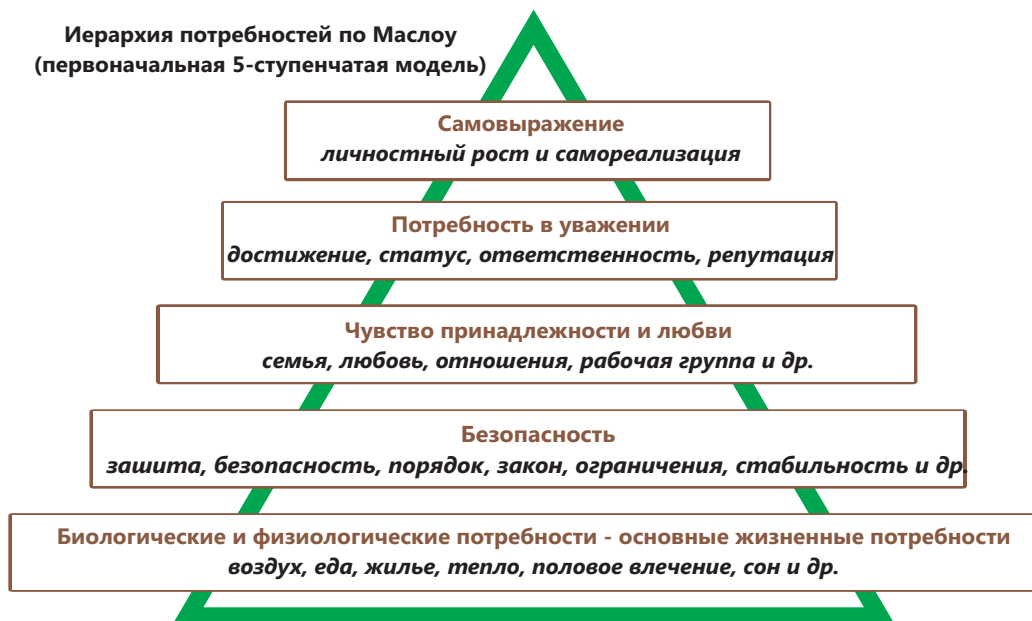 Иерархия потребностей по Маслоу
(первоначальная 5-ступенчатая модель)
Самовыражение
личностный рост и самореализация
Потребность в уважении
достижение, статус, ответственность, репутация
Чувство принадлежности и любви
семья, любовь, отношения, рабочая группа и др.
Безопасность
зашита, безопасность, порядок, закон, ограничения, стабильность и др.
Биологические и физиологические потребности - основные жизненные потребности
воздух, еда, жилье, тепло, половое влечение, сон и др.